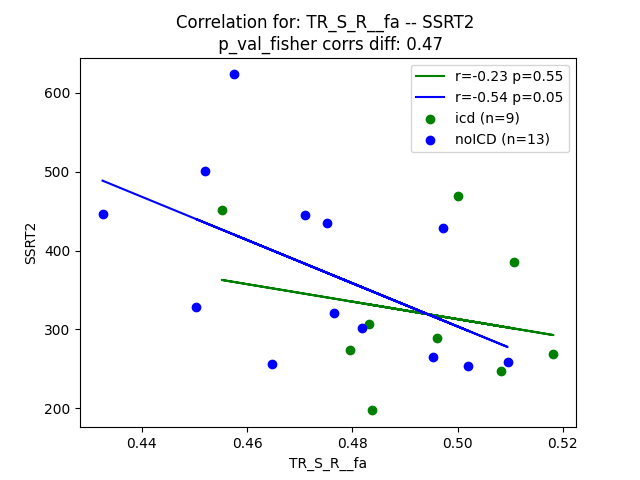 Correlation for: TR_S_R__fa -- SSRT2
p_val_fisher corrs diff: 0.47
r=-0.23 p=0.55
r=-0.54 p=0.05
icd (n=9)
noICD (n=13)
SSRT2
600
500
400
300
200
0.44 0.46 0.48 0.50 0.52
TR_S_R__fa